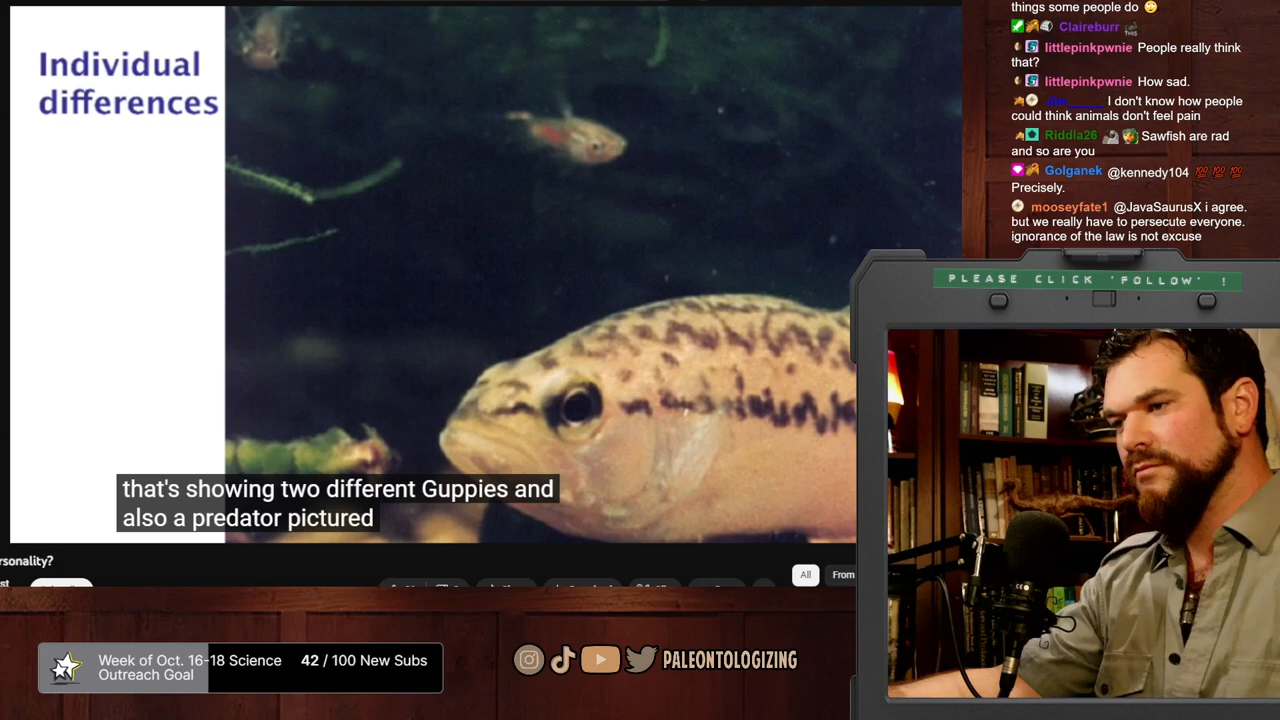 Individual
differences
that's showing two different Guppies and
also a predator pictured
rsonality?
st
All
From
Week of Oct. 16-18 Science
Outreach Goal
42 / 100 New Subs
PALEONTOLOGIZING
things some people do
Claireburr
THIS
littlepinkpwnie People really think
that?
littlepinkpwnie How sad.
I don't know how people
could think animals don't feel pain
Riddla26 Sawfish are rad
and so are you
Golganek @kennedy104
Precisely.
mooseyfate1 @JavaSaurusX i agree.
but we really have to persecute everyone.
ignorance of the law is not excuse
PLEASE CLICK "FOLLOW" !